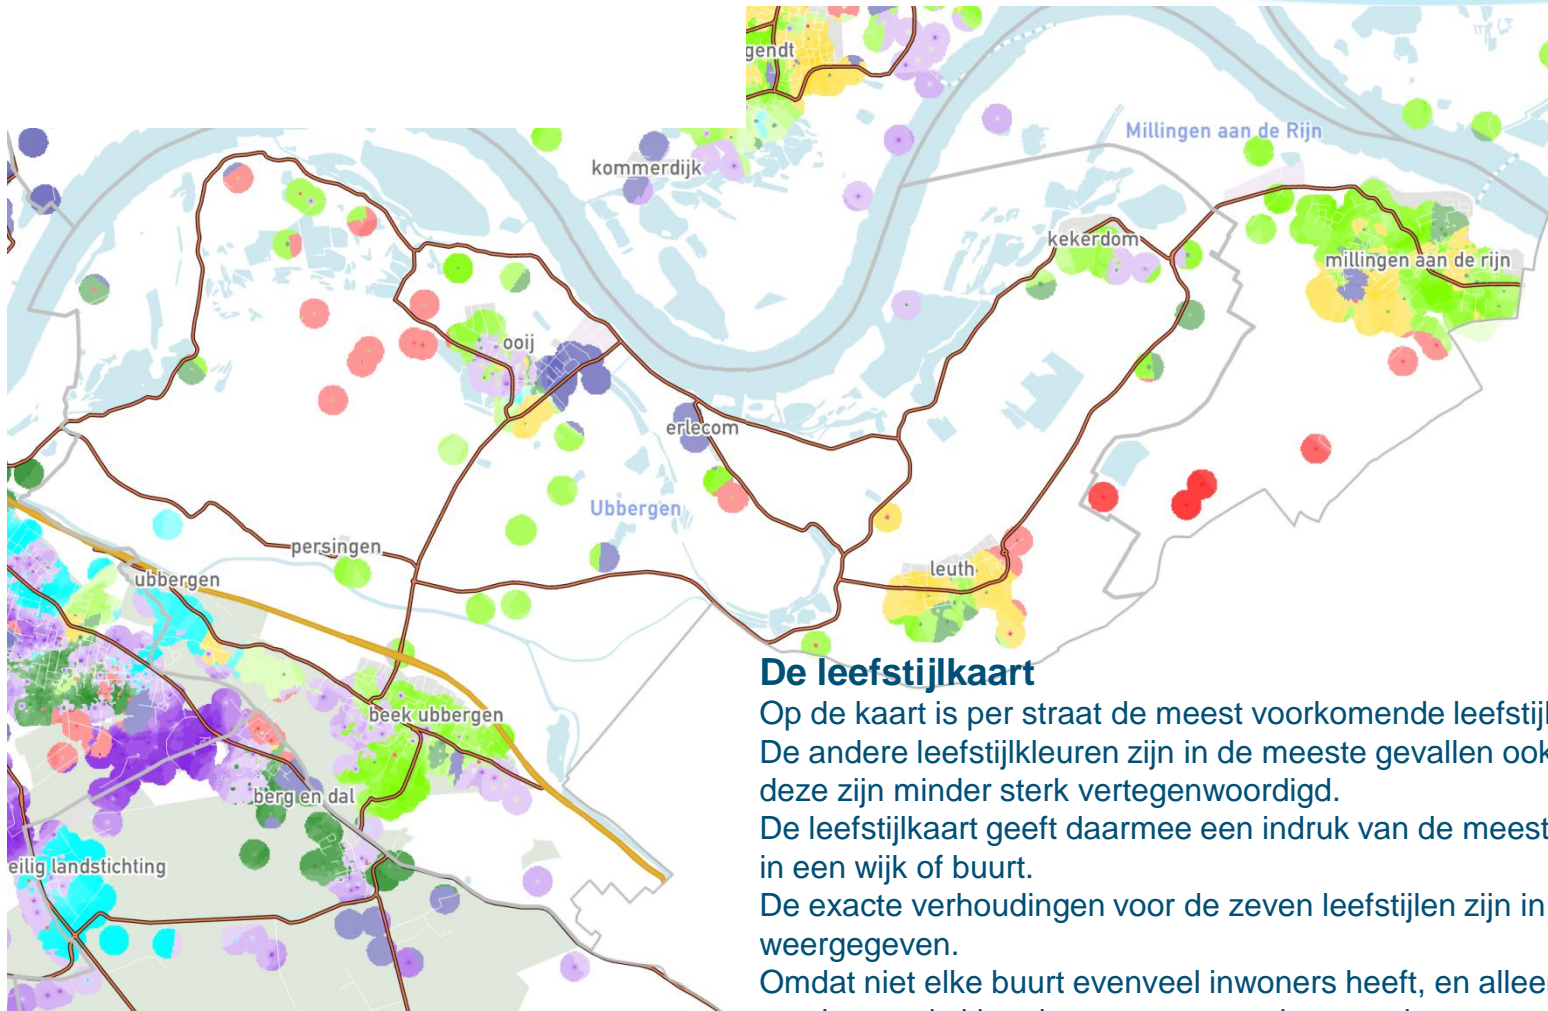 gendt
Millingen aan de Rijn
kommerdijk
kekerdom
millingen aan de rijn
ooij
erlecom
Ubbergen
persingen
leuth
ubbergen
beek ubbergen
berg en dal
eilig landstichting
De leefstijlkaart
Op de kaart is per straat de meest voorkomende leefstijl
De andere leefstijlkleuren zijn in de meeste gevallen ook
deze zijn minder sterk vertegenwoordigd.
De leefstijlkaart geeft daarmee een indruk van de meest
in een wijk of buurt.
De exacte verhoudingen voor de zeven leefstijlen zijn in
weergegeven.
Omdat niet elke buurt evenveel inwoners heeft, en alleen